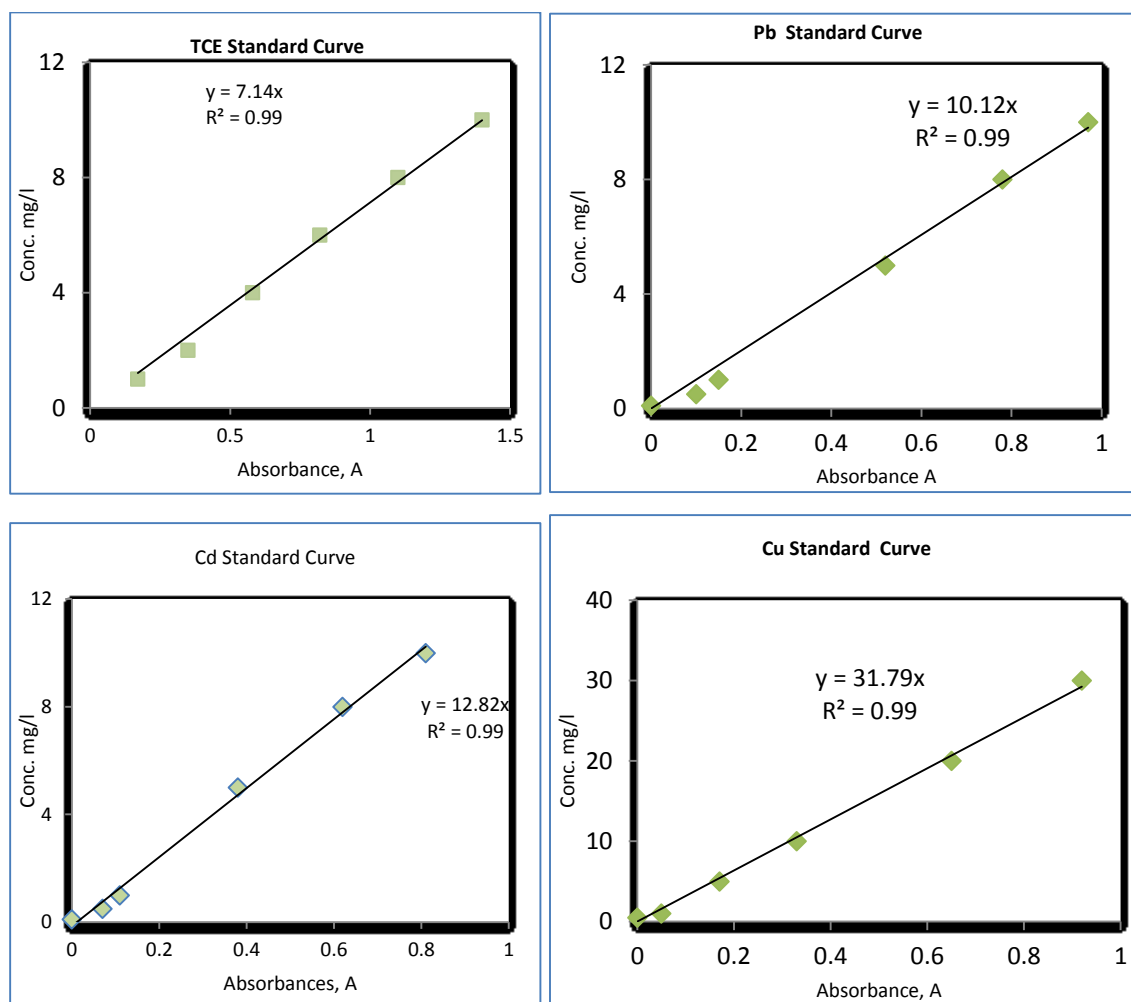 TCE Standard Curve
12
y = 7.14x
R² = 0.99
8
Conc. mg/l
4
0
0 0.5 1 1.5
Absorbance, A
Pb Standard Curve
12
y = 10.12x
R² = 0.99
8
Conc. mg/l
4
0
0 0.2 0.4 0.6 0.8 1
Absorbance A
Cd Standard Curve
12
y = 12.82x
R² = 0.99
8
Conc. mg/l
4
0
0 0.2 0.4 0.6 0.8 1
Absorbances, A
Cu Standard Curve
40
y = 31.79x
R² = 0.99
30
Conc. mg/l
20
10
0
0 0.2 0.4 0.6 0.8 1
Absorbance, A